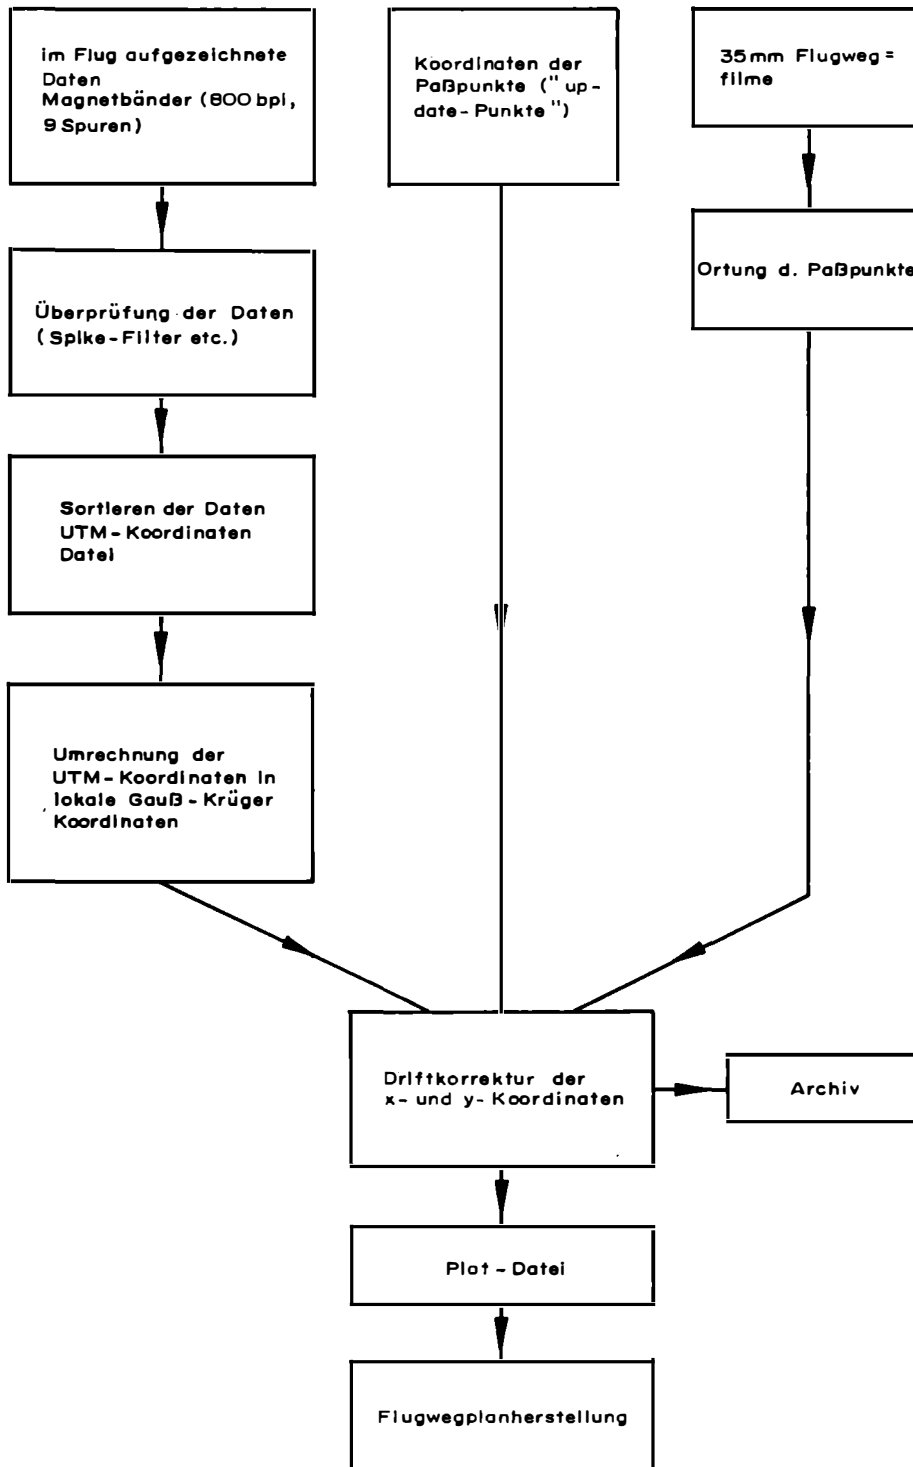 im Flug aufgezeichnete
Daten
Magnetbänder (800 bpi,
9 Spuren)
Koordinaten der
Paßpunkte ("up-
date-Punkte")
35mm Flugweg=
filme
Ortung d. Paßpunkte
Überprüfung der Daten
(Spike-Filter etc.)
Sortieren der Daten
UTM-Koordinaten
Datei
Umrechnung der
UTM-Koordinaten in
lokale Gauß-Krüger
Koordinaten
Driftkorrektur der
x- und y-Koordinaten
Archiv
Plot-Datei
Flugwegplanherstellung